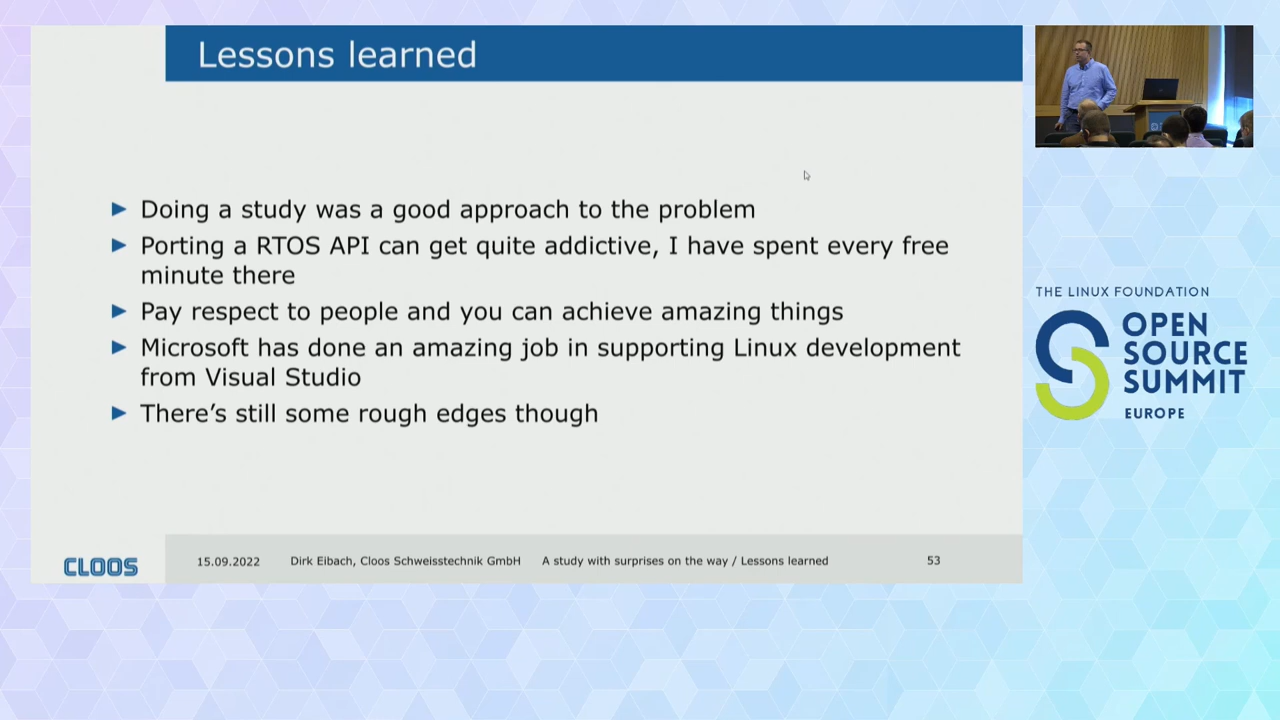 Lessons learned
Doing a study was a good approach to the problem
Porting a RTOS API can get quite addictive, I have spent every free
minute there
Pay respect to people and you can achieve amazing things
Microsoft has done an amazing job in supporting Linux development
from Visual Studio
There's still some rough edges though
CLOOS
15.09.2022 Dirk Eibach, Cloos Schweisstechnik GmbH A study with surprises on the way / Lessons learned 53
THE LINUX FOUNDATION
OPEN
SOURCE
SUMMIT
EUROPE